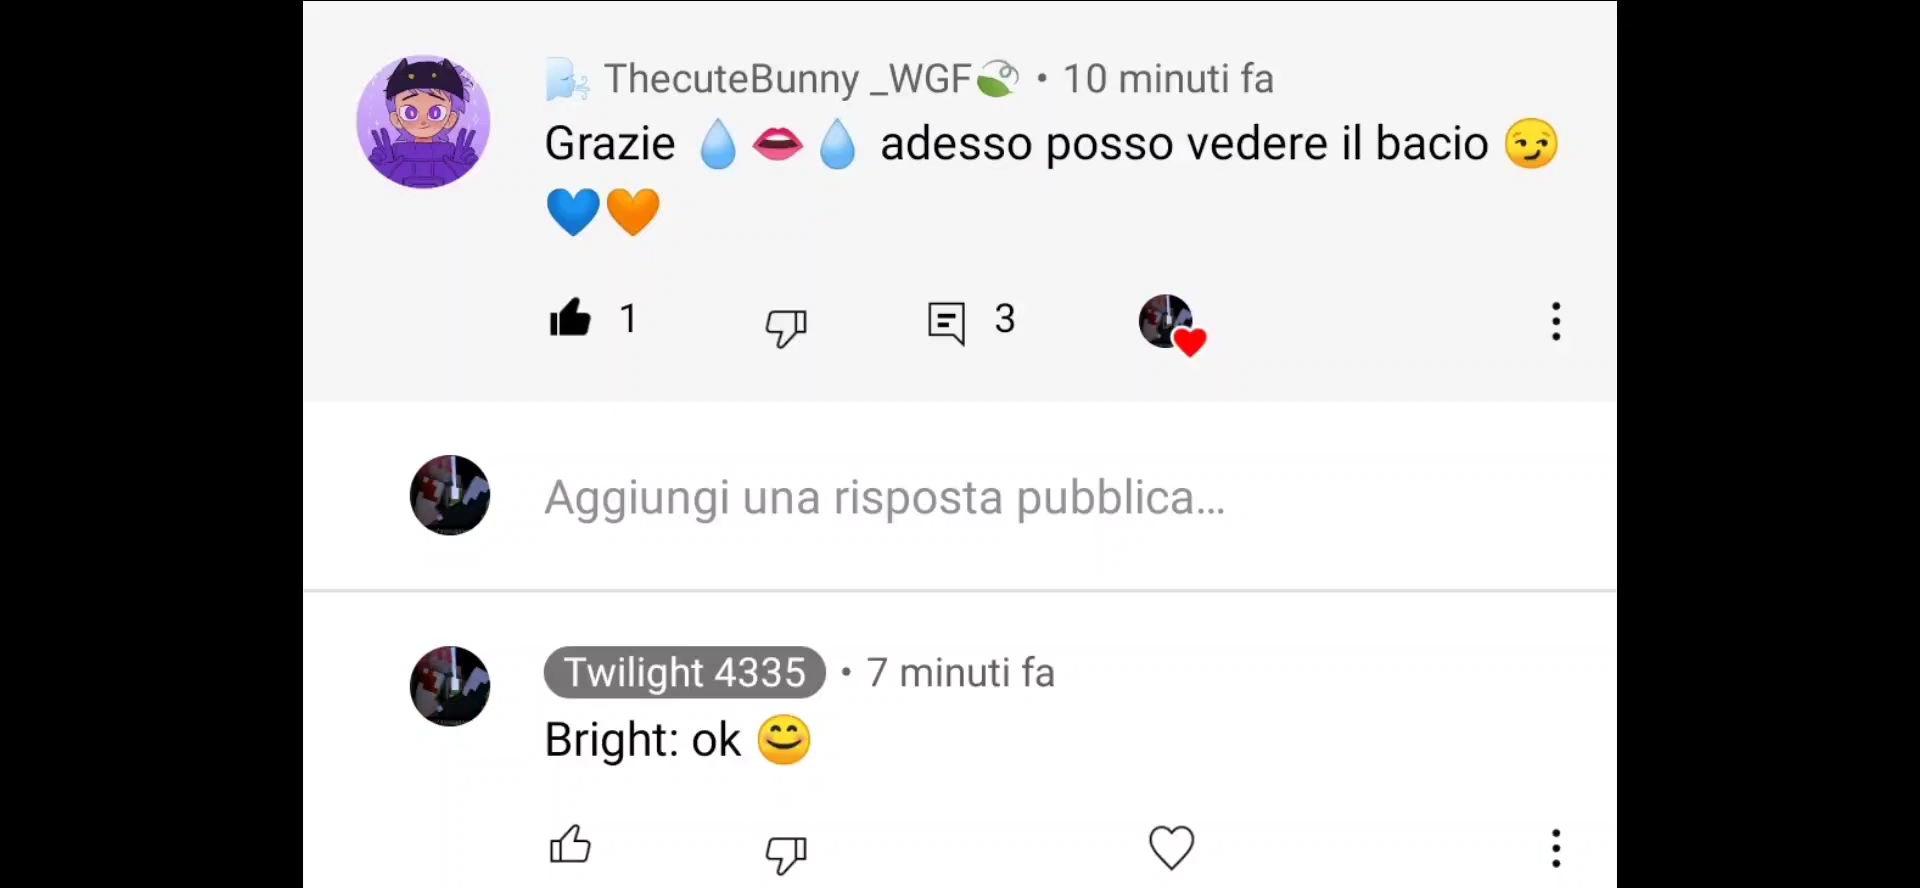 🌬️ ThecuteBunny _WGF🍃 • 10 minuti fa
Grazie 💧👄💧 adesso posso vedere il bacio 😏
💙🧡
1 3
Aggiungi una risposta pubblica...
Twilight 4335 • 7 minuti fa
Bright: ok 😊